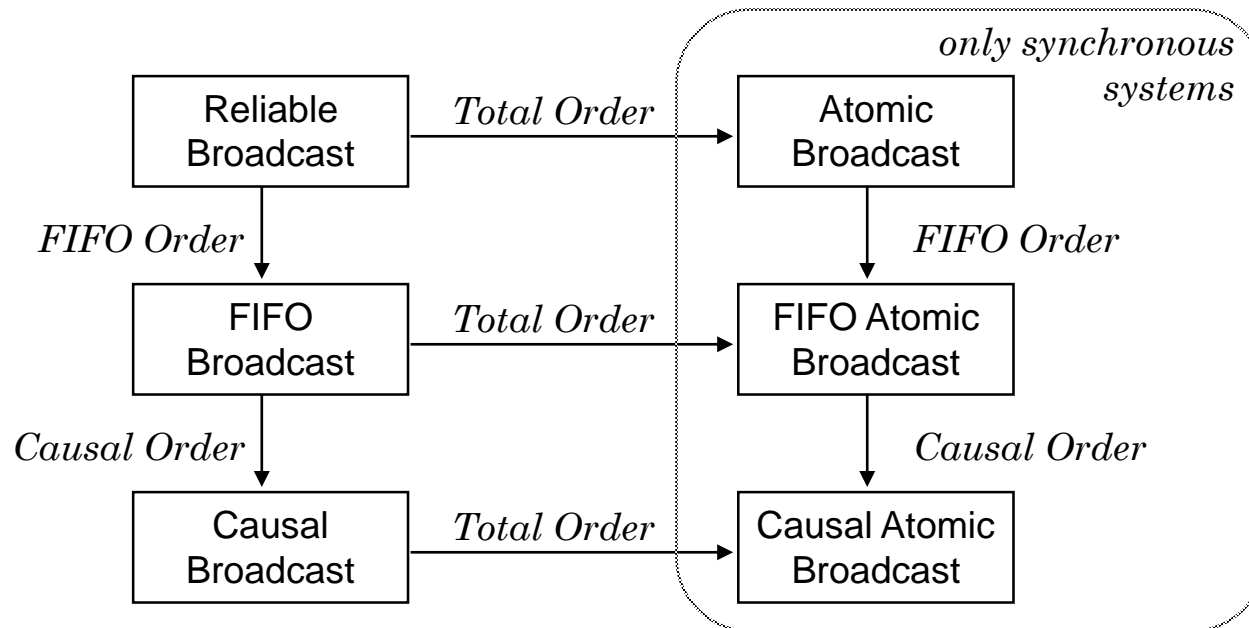 only synchronous
systems
Reliable
Broadcast
Total Order
Atomic
Broadcast
FIFO Order
FIFO Order
FIFO
Broadcast
Total Order
FIFO Atomic
Broadcast
Causal Order
Causal Order
Causal
Broadcast
Total Order
Causal Atomic
Broadcast